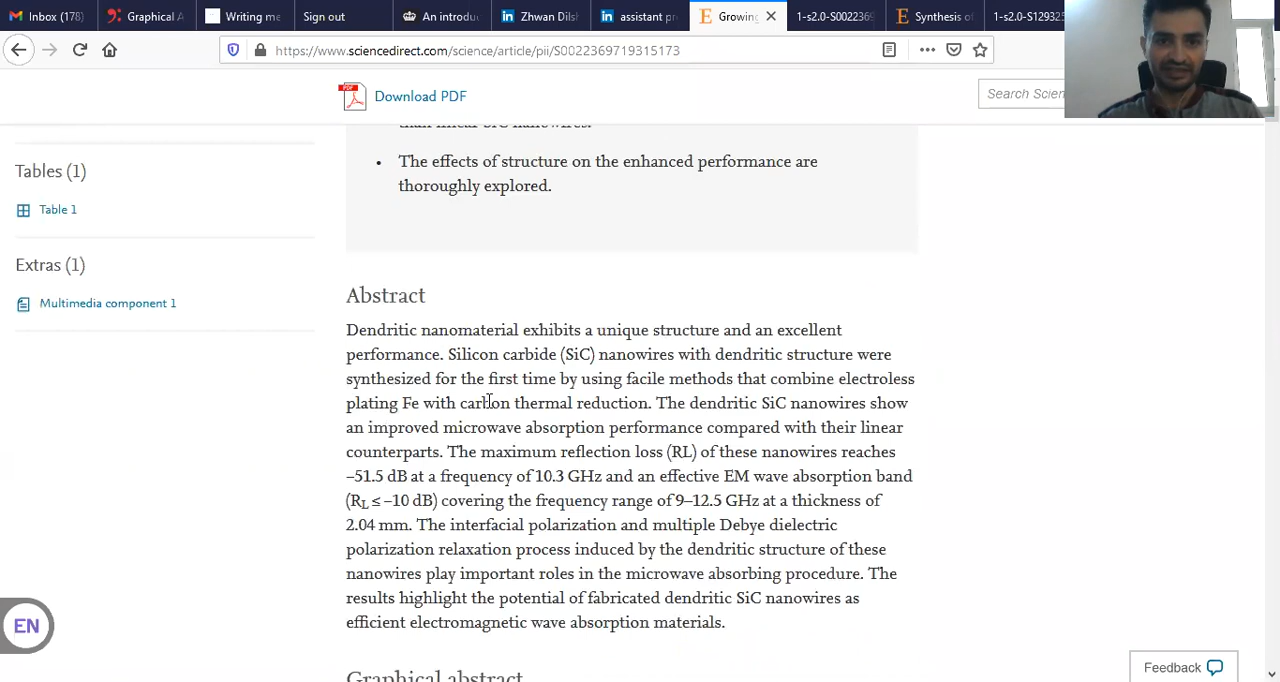 Inbox (178)
Graphical A
Writing me
Sign out
An introdu
Zhwan Dils
assistant pr
Growing
1-s2.0-S0022369
Synthesis of
1-s2.0-S129325
https://www.sciencedirect.com/science/article/pii/S0022369719315173
Download PDF
Search Scien
than linear SiC nanowires.
• The effects of structure on the enhanced performance are
thoroughly explored.
Tables (1)
Table 1
Extras (1)
Multimedia component 1
Abstract
Dendritic nanomaterial exhibits a unique structure and an excellent
performance. Silicon carbide (SiC) nanowires with dendritic structure were
synthesized for the first time by using facile methods that combine electroless
plating Fe with carbon thermal reduction. The dendritic SiC nanowires show
an improved microwave absorption performance compared with their linear
counterparts. The maximum reflection loss (RL) of these nanowires reaches
−51.5 dB at a frequency of 10.3 GHz and an effective EM wave absorption band
(RL ≤ −10 dB) covering the frequency range of 9–12.5 GHz at a thickness of
2.04 mm. The interfacial polarization and multiple Debye dielectric
polarization relaxation process induced by the dendritic structure of these
nanowires play important roles in the microwave absorbing procedure. The
results highlight the potential of fabricated dendritic SiC nanowires as
efficient electromagnetic wave absorption materials.
Graphical abstract
EN
Feedback